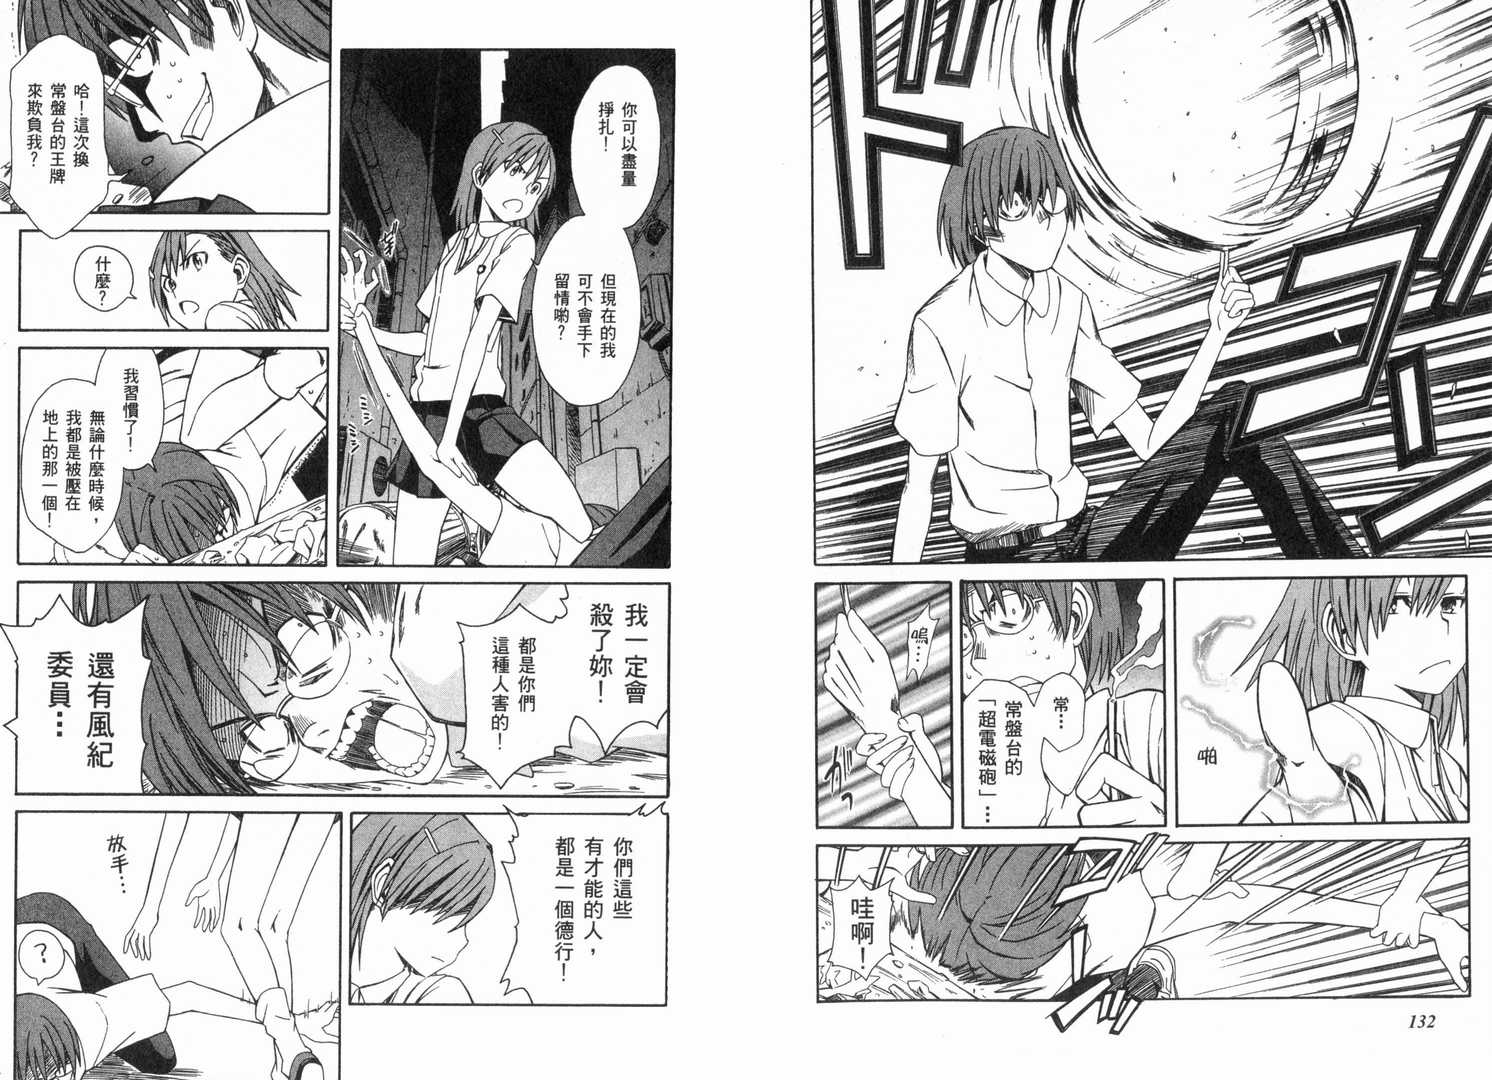 ドゴン
啪
常…
常盤台的
「超電磁砲」…
嗚…
哇啊！
132
你可以盡量
掙扎！
但現在的我
可不會手下
留情喲？
哈！這次換
常盤台的王牌
來欺負我？
什麼？
我習慣了！
無論什麼時候，
我都是被壓在
地上的那一個！
我一定會
殺了妳！
都是你們
這種人害的！
還有風紀
委員…
你們這些
有才能的人，
都是一個德行！
放手…
？